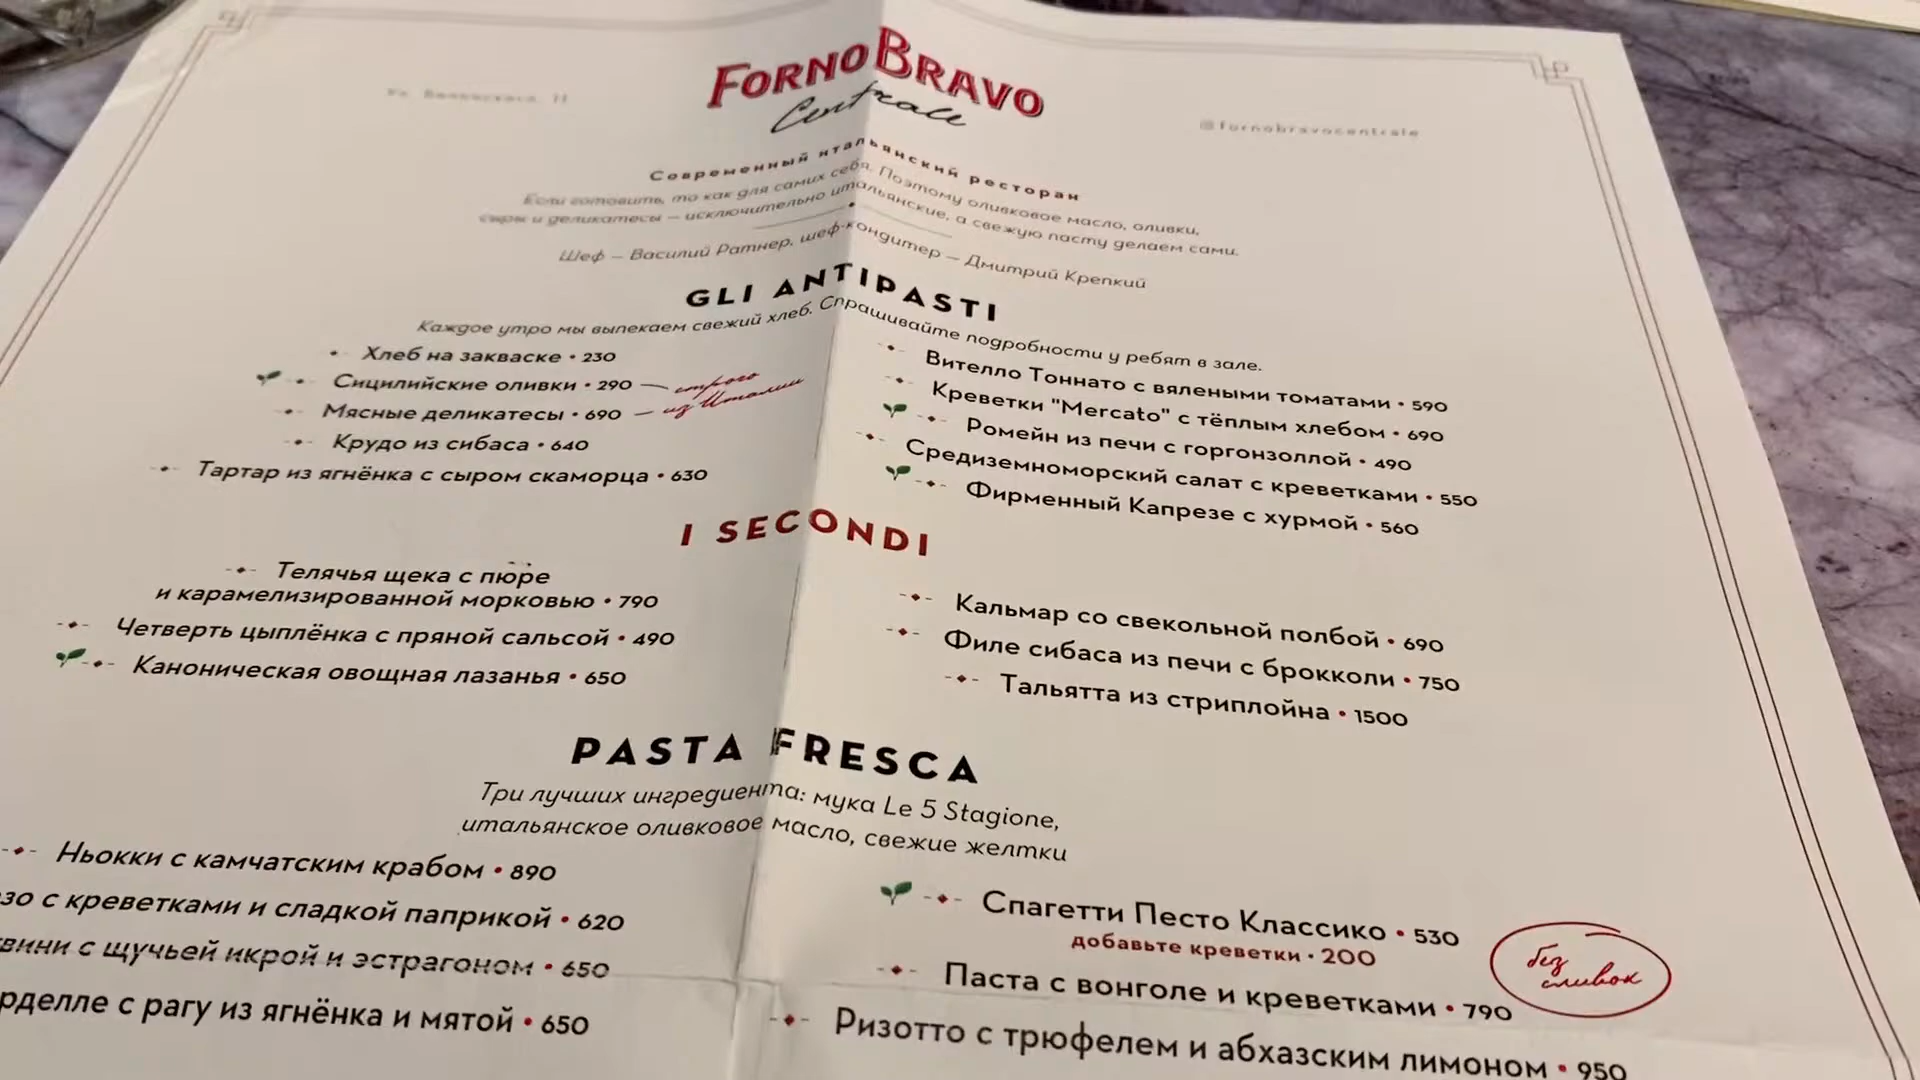 FORNO BRAVO
Centrale
@fornobravocentrale
Современный итальянский ресторан
Если готовить, то как для самих себя. Поэтому оливковое масло, оливки,
сыры и деликатесы — исключительно итальянские, а свежую пасту делаем сами.
Шеф — Василий Ратнер, шеф-кондитер — Дмитрий Крепкий
GLI ANTIPASTI
Каждое утро мы выпекаем свежий хлеб. Спрашивайте подробности у ребят в зале.
Хлеб на закваске • 230
Сицилийские оливки • 290 — строго
Мясные деликатесы • 690 — из Италии
Крудо из сибаса • 640
Тартар из ягнёнка с сыром скаморца • 630
Вителло Тоннато с вялеными томатами • 590
Креветки "Mercato" с тёплым хлебом • 690
Ромейн из печи с горгонзоллой • 490
Средиземноморский салат с креветками • 550
Фирменный Капрезе с хурмой • 560
I SECONDI
Телячья щека с пюре
и карамелизированной морковью • 790
Четверть цыплёнка с пряной сальсой • 490
Каноническая овощная лазанья • 650
Кальмар со свекольной полбой • 690
Филе сибаса из печи с брокколи • 750
Тальятта из стриплойна • 1500
PASTA FRESCA
Три лучших ингредиента: мука Le 5 Stagione,
итальянское оливковое масло, свежие желтки
Ньокки с камчатским крабом • 890
зо с креветками и сладкой паприкой • 620
вини с щучьей икрой и эстрагоном • 650
рделле с рагу из ягнёнка и мятой • 650
Спагетти Песто Классико • 530
добавьте креветки • 200
без
сливок
Паста с вонголе и креветками • 790
Ризотто с трюфелем и абхазским лимоном • 950